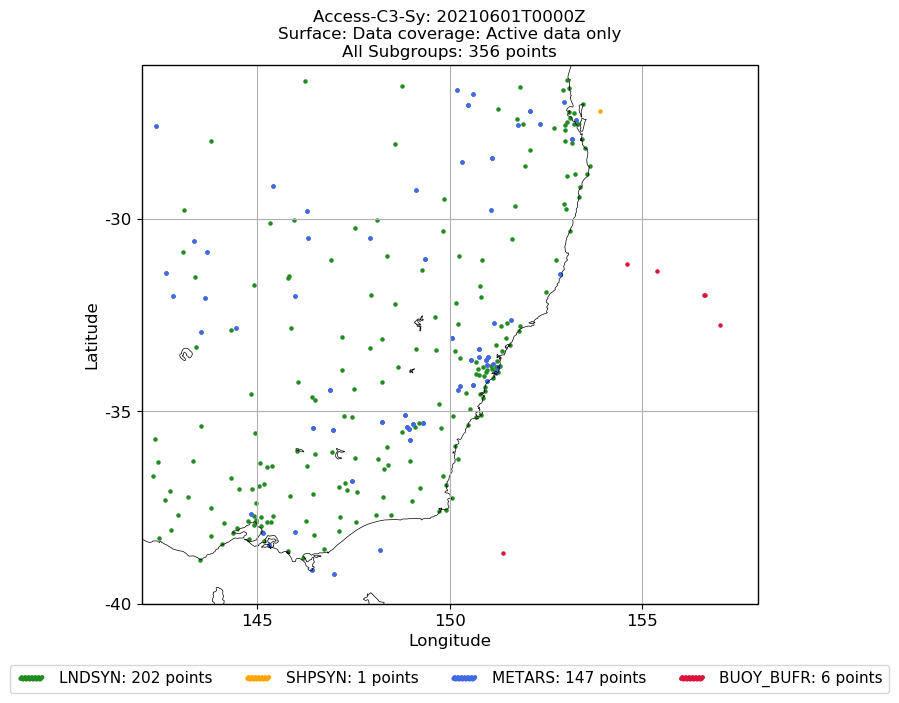 Access-C3-Sy: 20210601T0000Z
Surface: Data coverage: Active data only
All Subgroups: 356 points
-30
-35
-40
Latitude
145
150
155
Longitude
LNDSYN: 202 points
SHPSYN: 1 points
METARS: 147 points
BUOY_BUFR: 6 points